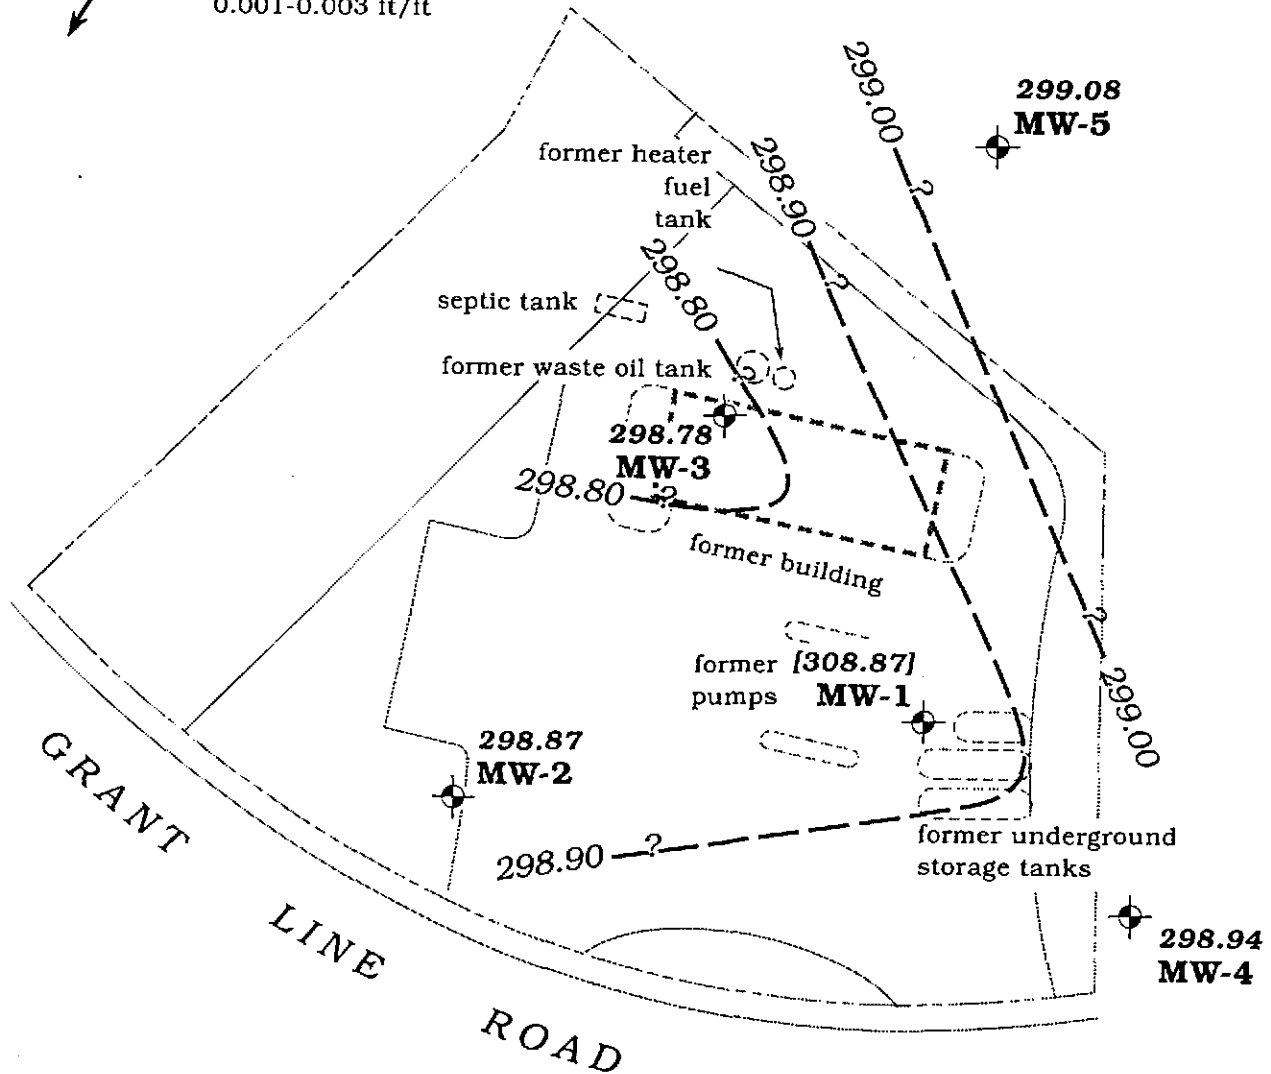 0.001-0.003 ft/ft
299.00
299.08
MW-5
?
298.90
former heater
fuel
tank
298.80
?
septic tank
former waste oil tank
?
298.78
MW-3
298.80
?
former building
?
former
pumps
[308.87]
MW-1
299.00
298.87
MW-2
298.90
?
former underground
storage tanks
298.94
MW-4
GRANT LINE ROAD